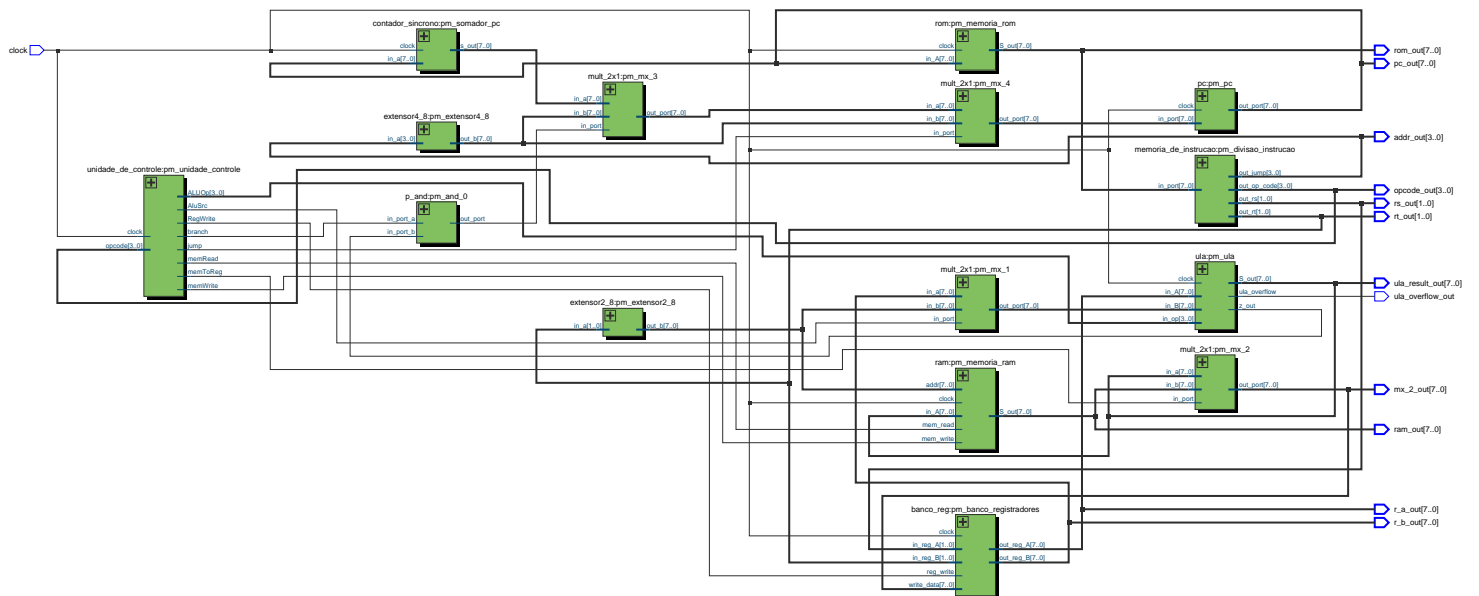 clock
contador_sincrono:pm_somador_pc
clock
in_a[7..0]
s_out[7..0]
extensor4_8:pm_extensor4_8
in_a[3..0]
out_b[7..0]
unidade_de_controle:pm_unidade_controle
clock
opcode[3..0]
ALUOp[3..0]
AluSrc
RegWrite
branch
jump
memRead
memToReg
memWrite
p_and:pm_and_0
in_port_a
in_port_b
out_port
mult_2x1:pm_mx_3
in_a[7..0]
in_b[7..0]
in_port
out_port[7..0]
extensor2_8:pm_extensor2_8
in_a[1..0]
out_b[7..0]
rom:pm_memoria_rom
clock
in_A[7..0]
S_out[7..0]
mult_2x1:pm_mx_4
in_a[7..0]
in_b[7..0]
in_port
out_port[7..0]
mult_2x1:pm_mx_1
in_a[7..0]
in_b[7..0]
in_port
out_port[7..0]
ram:pm_memoria_ram
addr[7..0]
clock
in_A[7..0]
mem_read
mem_write
S_out[7..0]
banco_reg:pm_banco_registradores
clock
in_reg_A[1..0]
in_reg_B[1..0]
reg_write
write_data[7..0]
out_reg_A[7..0]
out_reg_B[7..0]
pc:pm_pc
clock
in_port[7..0]
out_port[7..0]
memoria_de_instrucao:pm_divisao_instrucao
in_port[7..0]
out_jump[3..0]
out_op_code[3..0]
out_rs[1..0]
out_rt[1..0]
ula:pm_ula
clock
in_A[7..0]
in_B[7..0]
in_op[3..0]
S_out[7..0]
ula_overflow
z_out
mult_2x1:pm_mx_2
in_a[7..0]
in_b[7..0]
in_port
out_port[7..0]
rom_out[7..0]
pc_out[7..0]
addr_out[3..0]
opcode_out[3..0]
rs_out[1..0]
rt_out[1..0]
ula_result_out[7..0]
ula_overflow_out
mx_2_out[7..0]
ram_out[7..0]
r_a_out[7..0]
r_b_out[7..0]